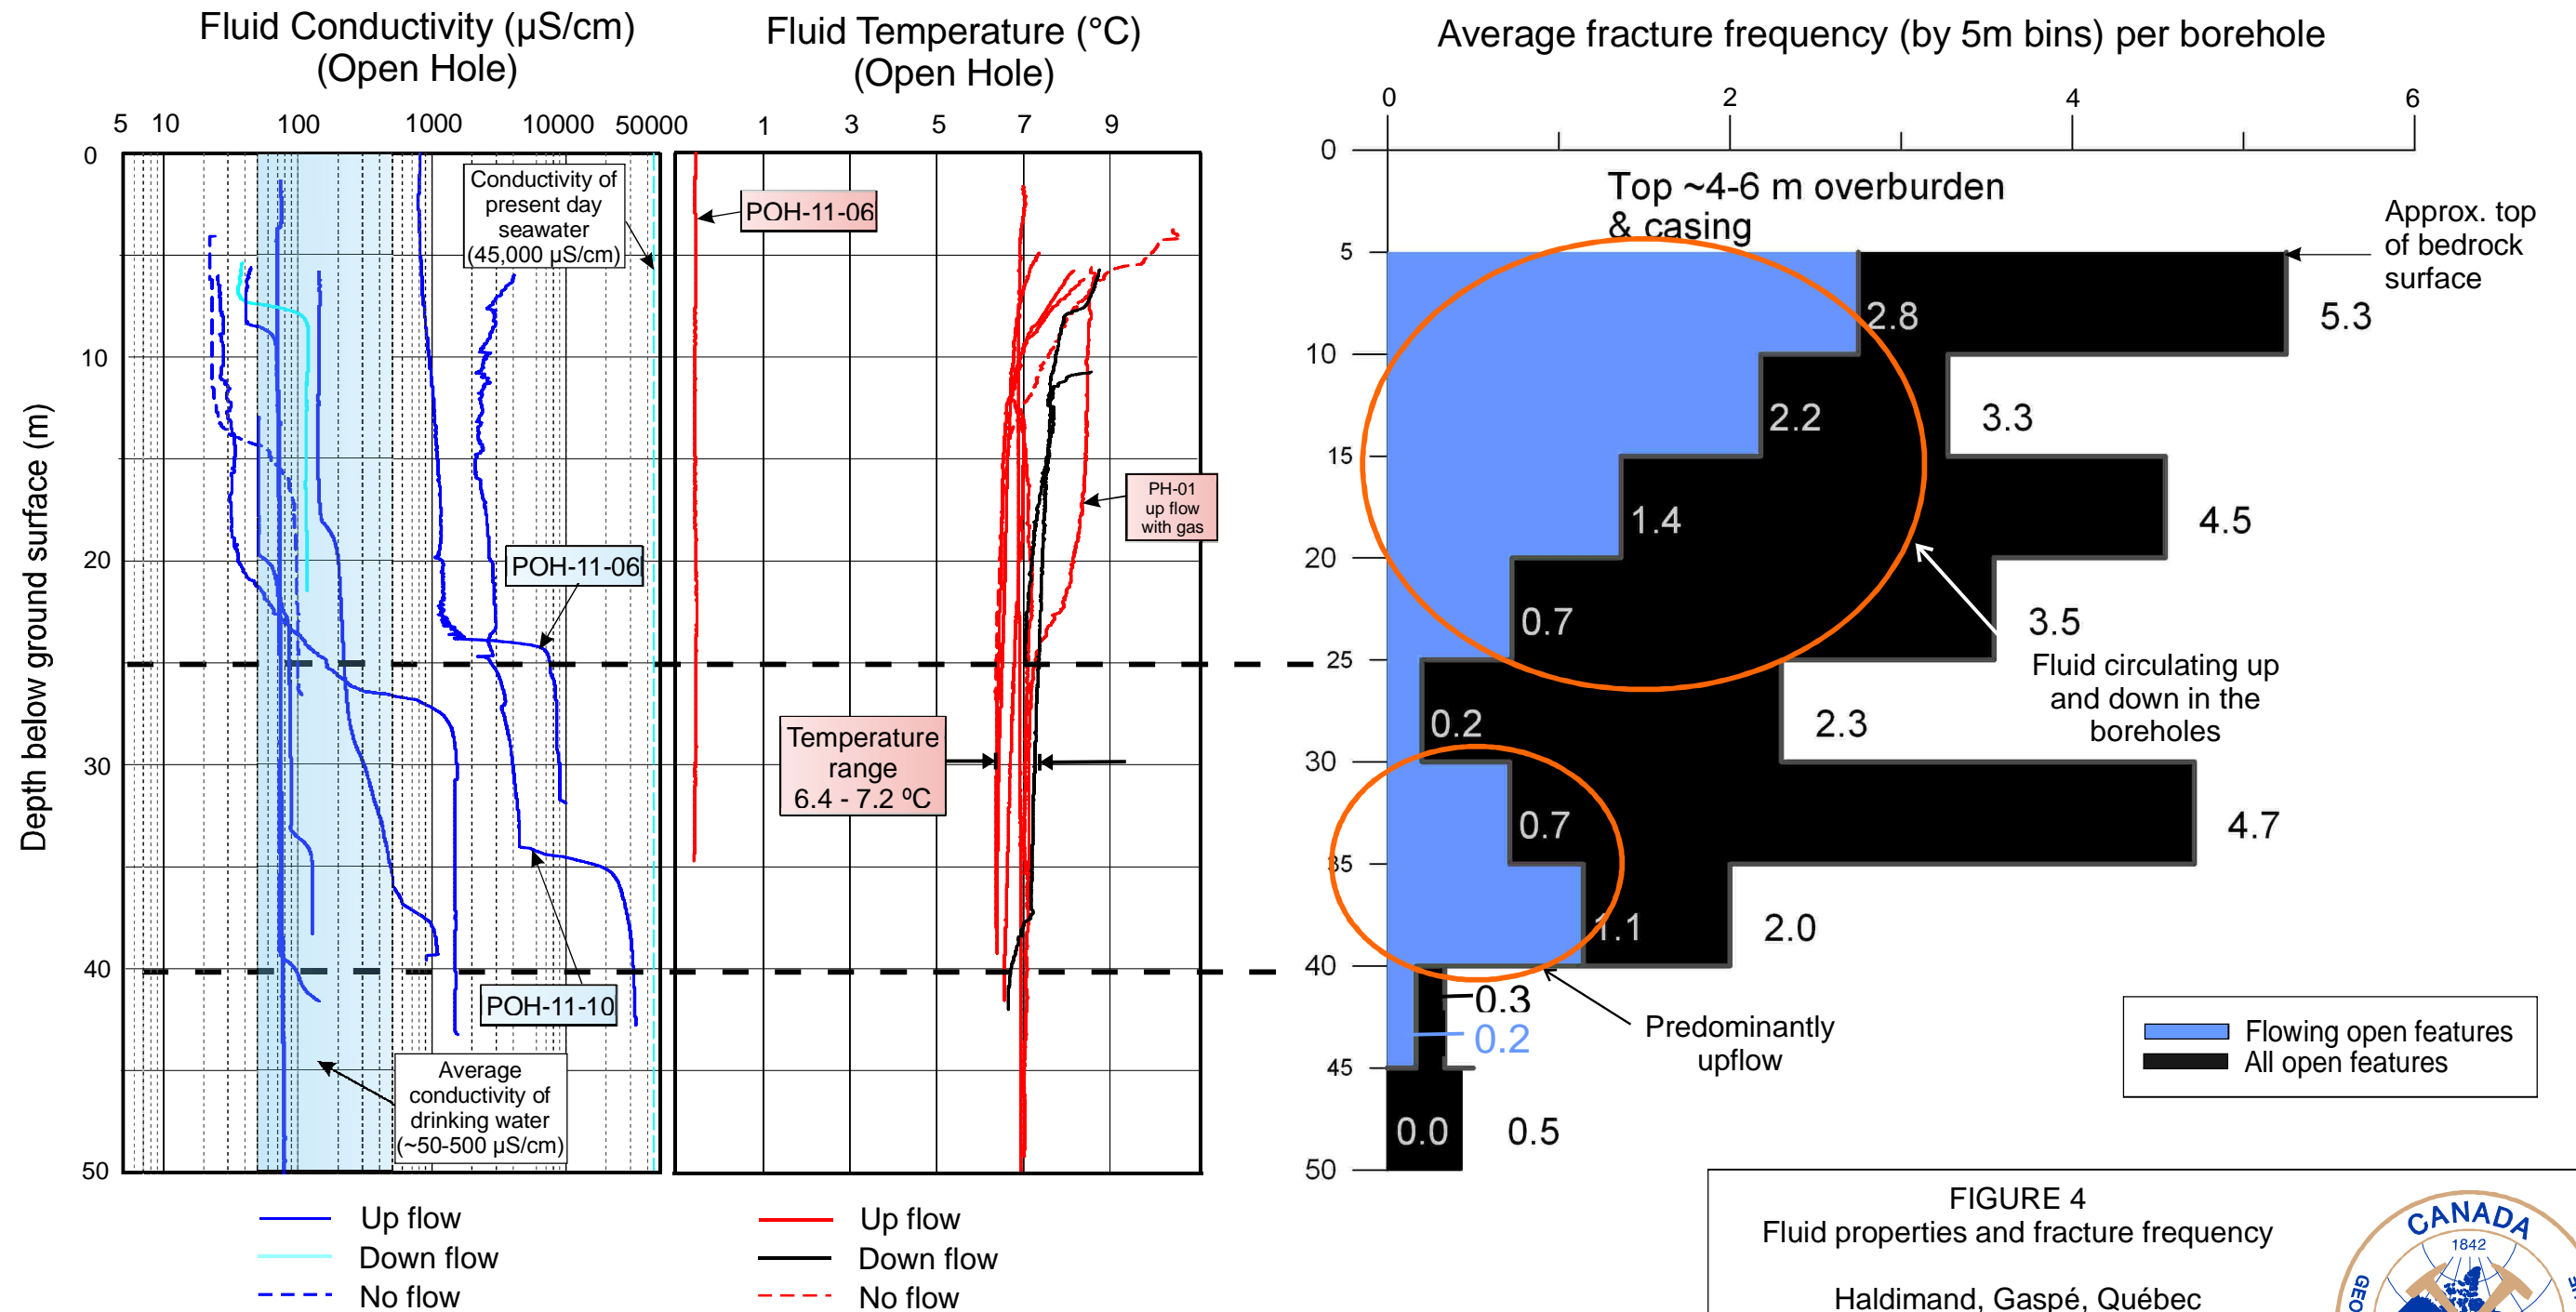 Fluid Conductivity (µS/cm)
(Open Hole)
5 10 100 1000 10000 50000
Depth below ground surface (m)
0
10
20
30
40
50
Conductivity of
present day
seawater
(45,000 µS/cm)
POH-11-06
POH-11-10
Average
conductivity of
drinking water
(~50-500 µS/cm)
Up flow
Down flow
No flow
Fluid Temperature (°C)
(Open Hole)
1 3 5 7 9
POH-11-06
PH-01
up flow
with gas
Temperature
range
6.4 - 7.2 ºC
Up flow
Down flow
No flow
Average fracture frequency (by 5m bins) per borehole
0 2 4 6
0
5
10
15
20
25
30
35
40
45
50
Top ~4-6 m overburden
& casing
Approx. top
of bedrock
surface
2.8 5.3
2.2 3.3
1.4 4.5
0.7 3.5
Fluid circulating up
and down in the
boreholes
0.2 2.3
0.7 4.7
1.1 2.0
0.3
0.2
Predominantly
upflow
0.0 0.5
Flowing open features
All open features
FIGURE 4
Fluid properties and fracture frequency
Haldimand, Gaspé, Québec
CANADA
1842
GEO